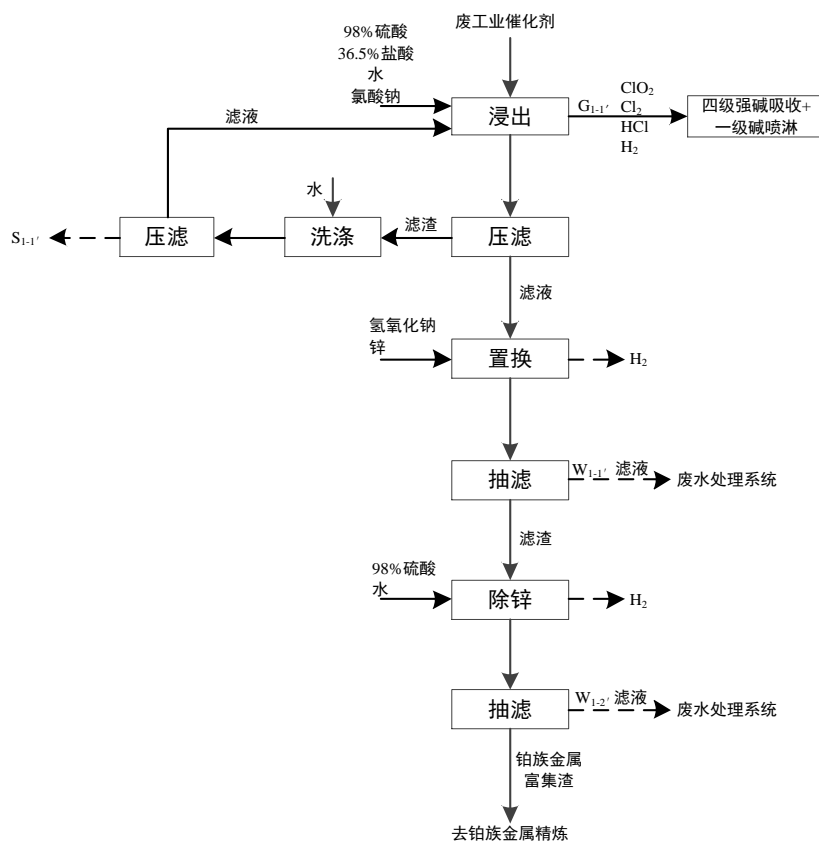 废工业催化剂
98%硫酸
36.5%盐酸
水
氯酸钠
浸出
G1-1′
ClO2
Cl2
HCl
H2
四级强碱吸收+
一级碱喷淋
滤液
水
S1-1′
压滤
洗涤
滤渣
压滤
滤液
氢氧化钠
锌
置换
H2
抽滤
W1-1′ 滤液
废水处理系统
滤渣
98%硫酸
水
除锌
H2
抽滤
W1-2′ 滤液
废水处理系统
铂族金属
富集渣
去铂族金属精炼